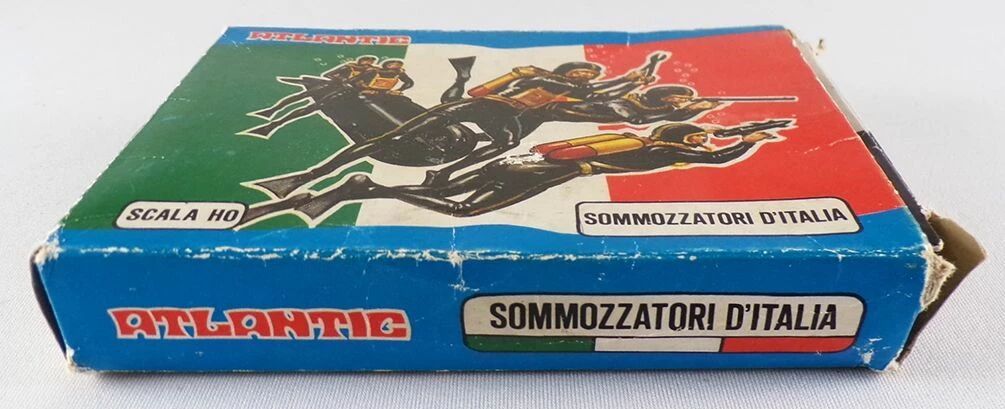 ATLANTIC
SCALA HO
SOMMOZZATORI D'ITALIA
ATLANTIC
SOMMOZZATORI D'ITALIA